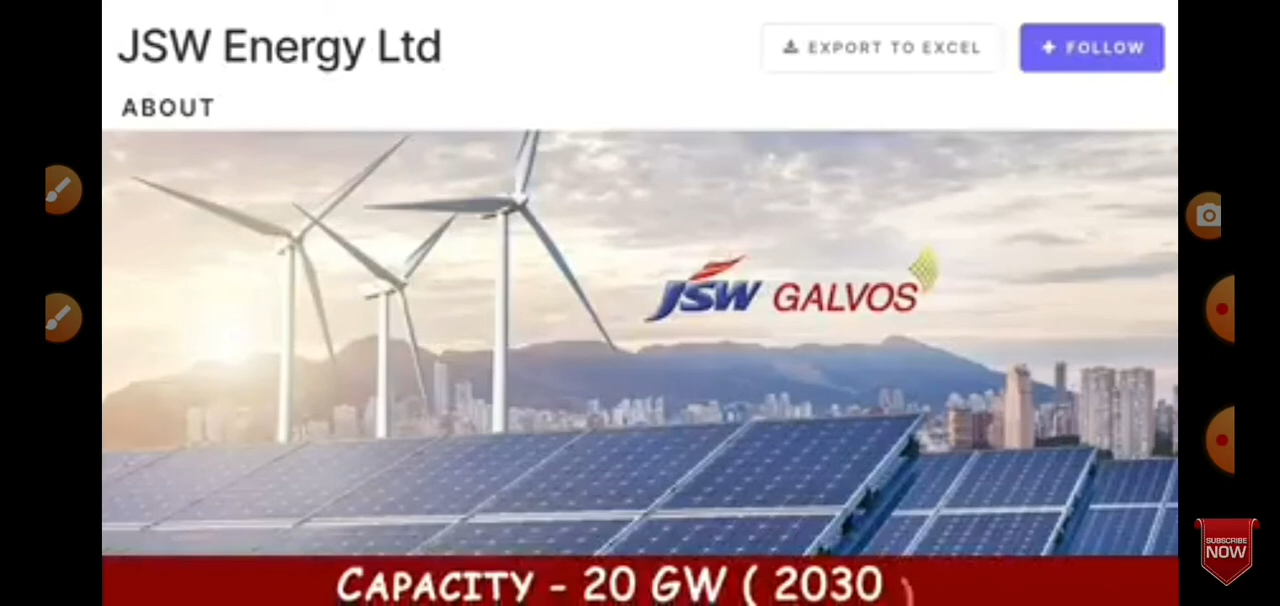 JSW Energy Ltd
EXPORT TO EXCEL
+ FOLLOW
ABOUT
JSW GALVOS
CAPACITY - 20 GW ( 2030 )
SUBSCRIBE
NOW